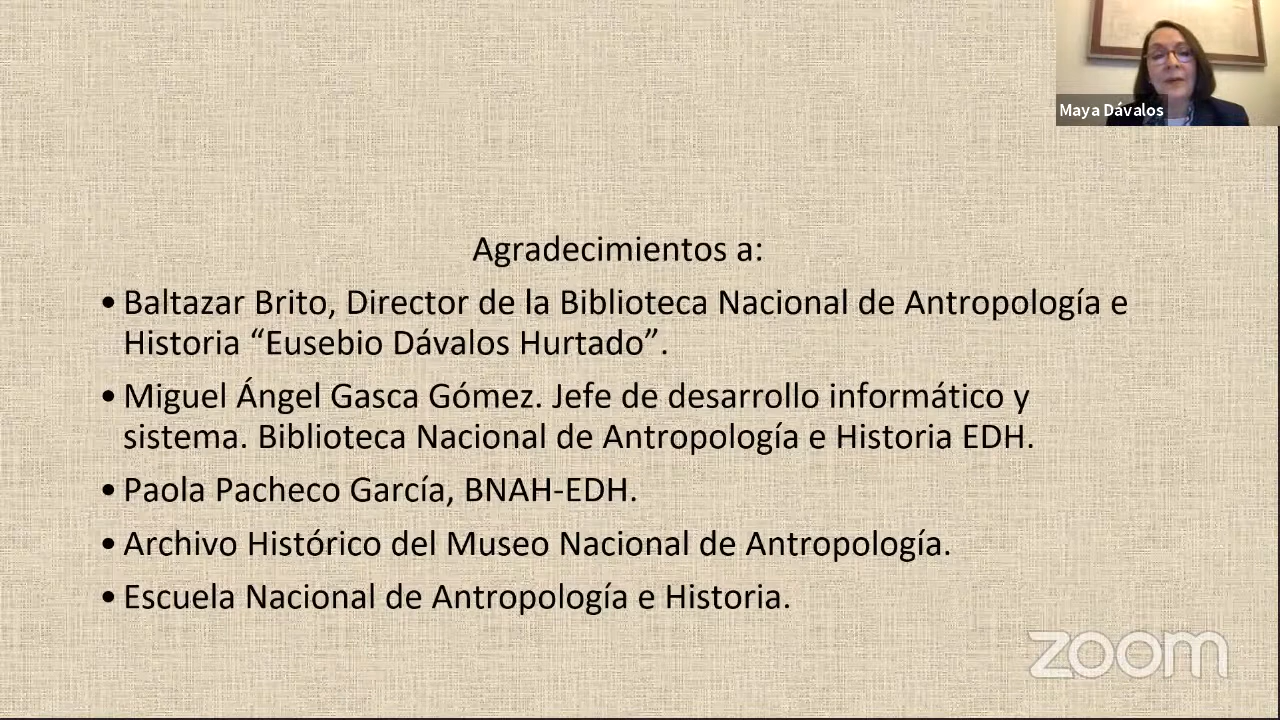 Maya Dávalos
Agradecimientos a:
• Baltazar Brito, Director de la Biblioteca Nacional de Antropología e
Historia “Eusebio Dávalos Hurtado”.
• Miguel Ángel Gasca Gómez. Jefe de desarrollo informático y
sistema. Biblioteca Nacional de Antropología e Historia EDH.
• Paola Pacheco García, BNAH-EDH.
• Archivo Histórico del Museo Nacional de Antropología.
• Escuela Nacional de Antropología e Historia.
zoom